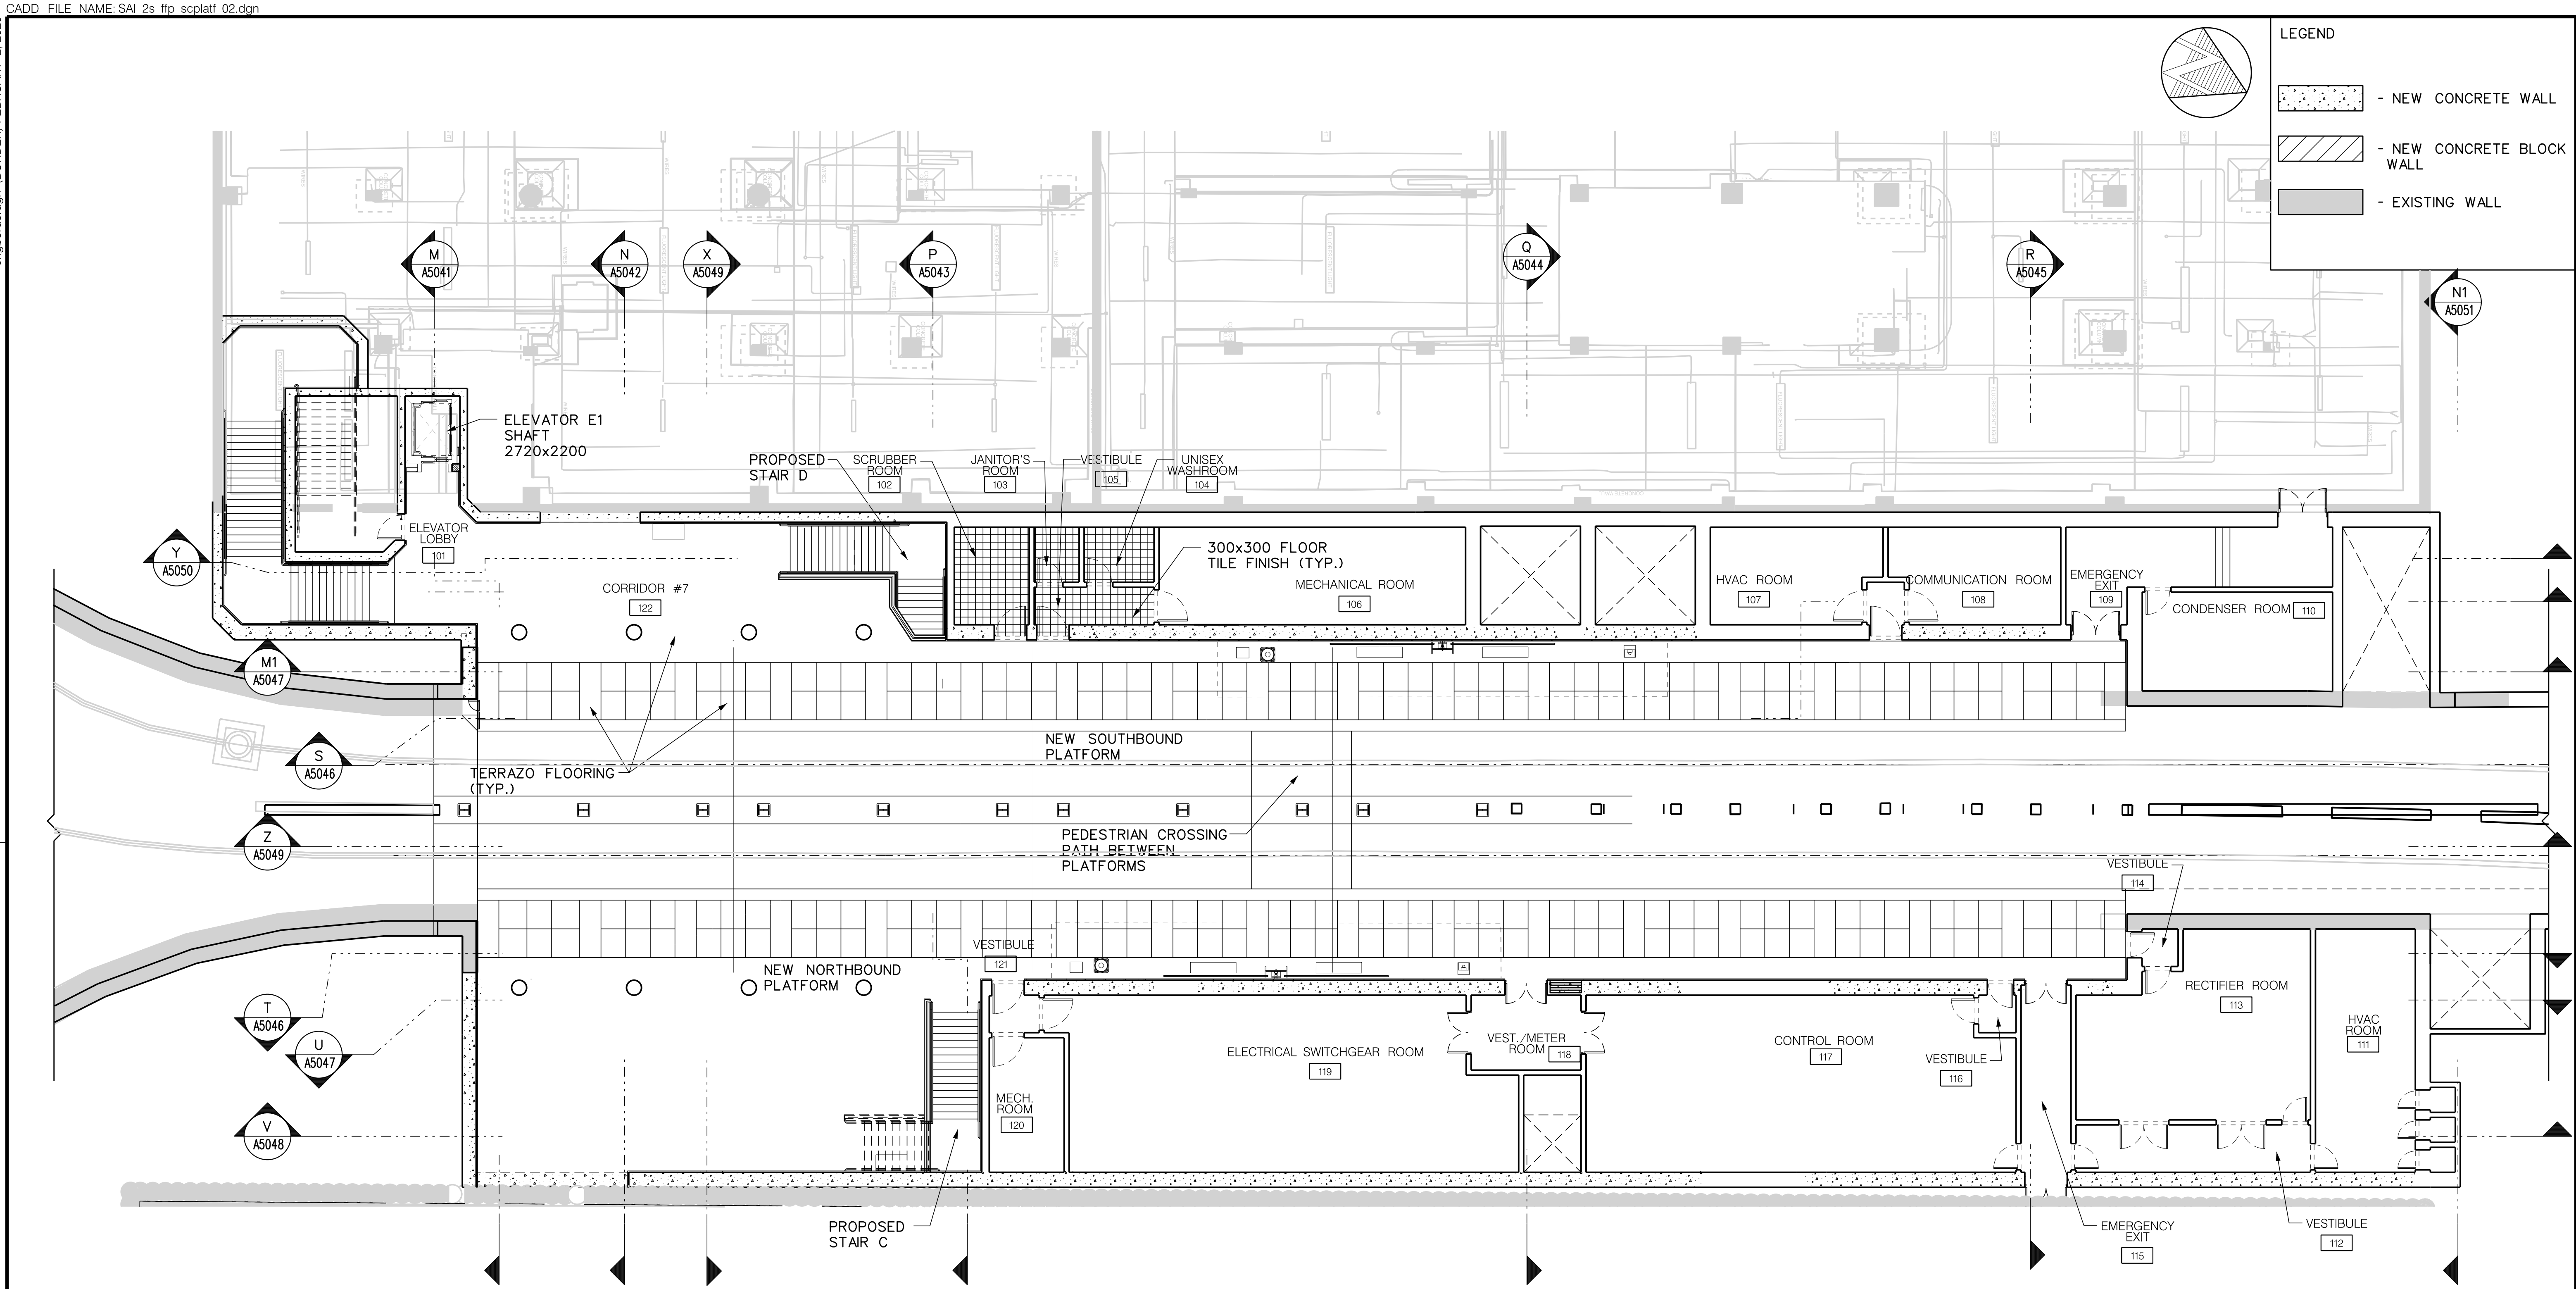 CADD FILE NAME: SAI 2s ffp scplatf 02.dgn
LEGEND
- NEW CONCRETE WALL
- NEW CONCRETE BLOCK
WALL
- EXISTING WALL
M
A5041
N
A5042
X
A5049
P
A5043
Q
A5044
R
A5045
N1
A5051
ELEVATOR E1
SHAFT
2720x2200
PROPOSED
STAIR D
SCRUBBER
ROOM
102
JANITOR'S
ROOM
103
VESTIBULE
105
UNISEX
WASHROOM
104
CONCRETE WALL
ELEVATOR
LOBBY
101
Y
A5050
300x300 FLOOR
TILE FINISH (TYP.)
CORRIDOR #7
122
MECHANICAL ROOM
106
HVAC ROOM
107
COMMUNICATION ROOM
108
EMERGENCY
EXIT
109
CONDENSER ROOM
110
M1
A5047
S
A5046
NEW SOUTHBOUND
PLATFORM
TERRAZO FLOORING
(TYP.)
Z
A5049
PEDESTRIAN CROSSING
PATH BETWEEN
PLATFORMS
VESTIBULE
114
VESTIBULE
121
NEW NORTHBOUND
PLATFORM
T
A5046
U
A5047
V
A5048
RECTIFIER ROOM
113
HVAC
ROOM
111
ELECTRICAL SWITCHGEAR ROOM
119
VEST./METER
ROOM
118
CONTROL ROOM
117
VESTIBULE
116
MECH.
ROOM
120
PROPOSED
STAIR C
EMERGENCY
EXIT
115
VESTIBULE
112